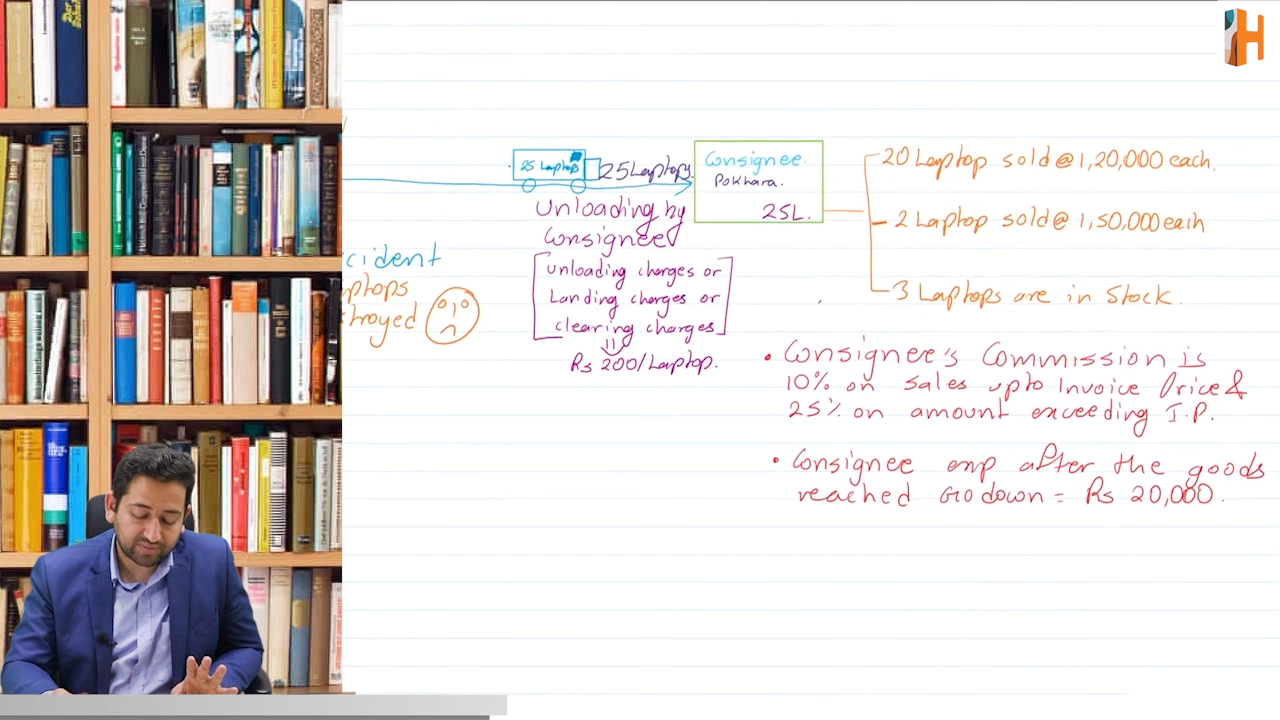 25 Laptop
25 Laptops
Consignee.
Pokhara.
25L.
20 Laptop sold @ 1,20,000 each.
2 Laptop sold @ 1,50,000 each
3 Laptops are in Stock.
Unloading by
Consignee
Unloading charges or
Landing charges or
clearing charges
Rs 200/Laptop.
cident
ptops
troyed
• Consignee's Commission is
10% on sales upto Invoice Price &
25% on amount exceeding I.P.
• Consignee exp after the goods
reached Godown = Rs 20,000.
H